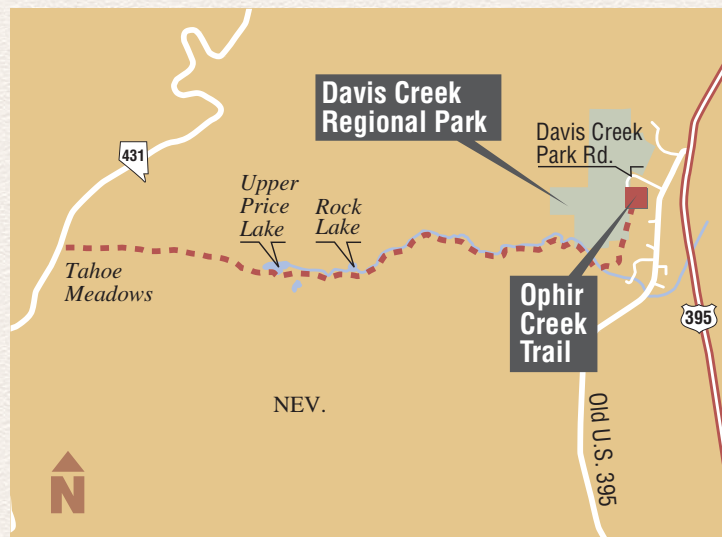 Davis Creek
Regional Park
Davis Creek
Park Rd.
431
Upper
Price
Lake
Rock
Lake
Tahoe
Meadows
Ophir
Creek
Trail
395
NEV.
Old U.S. 395
N